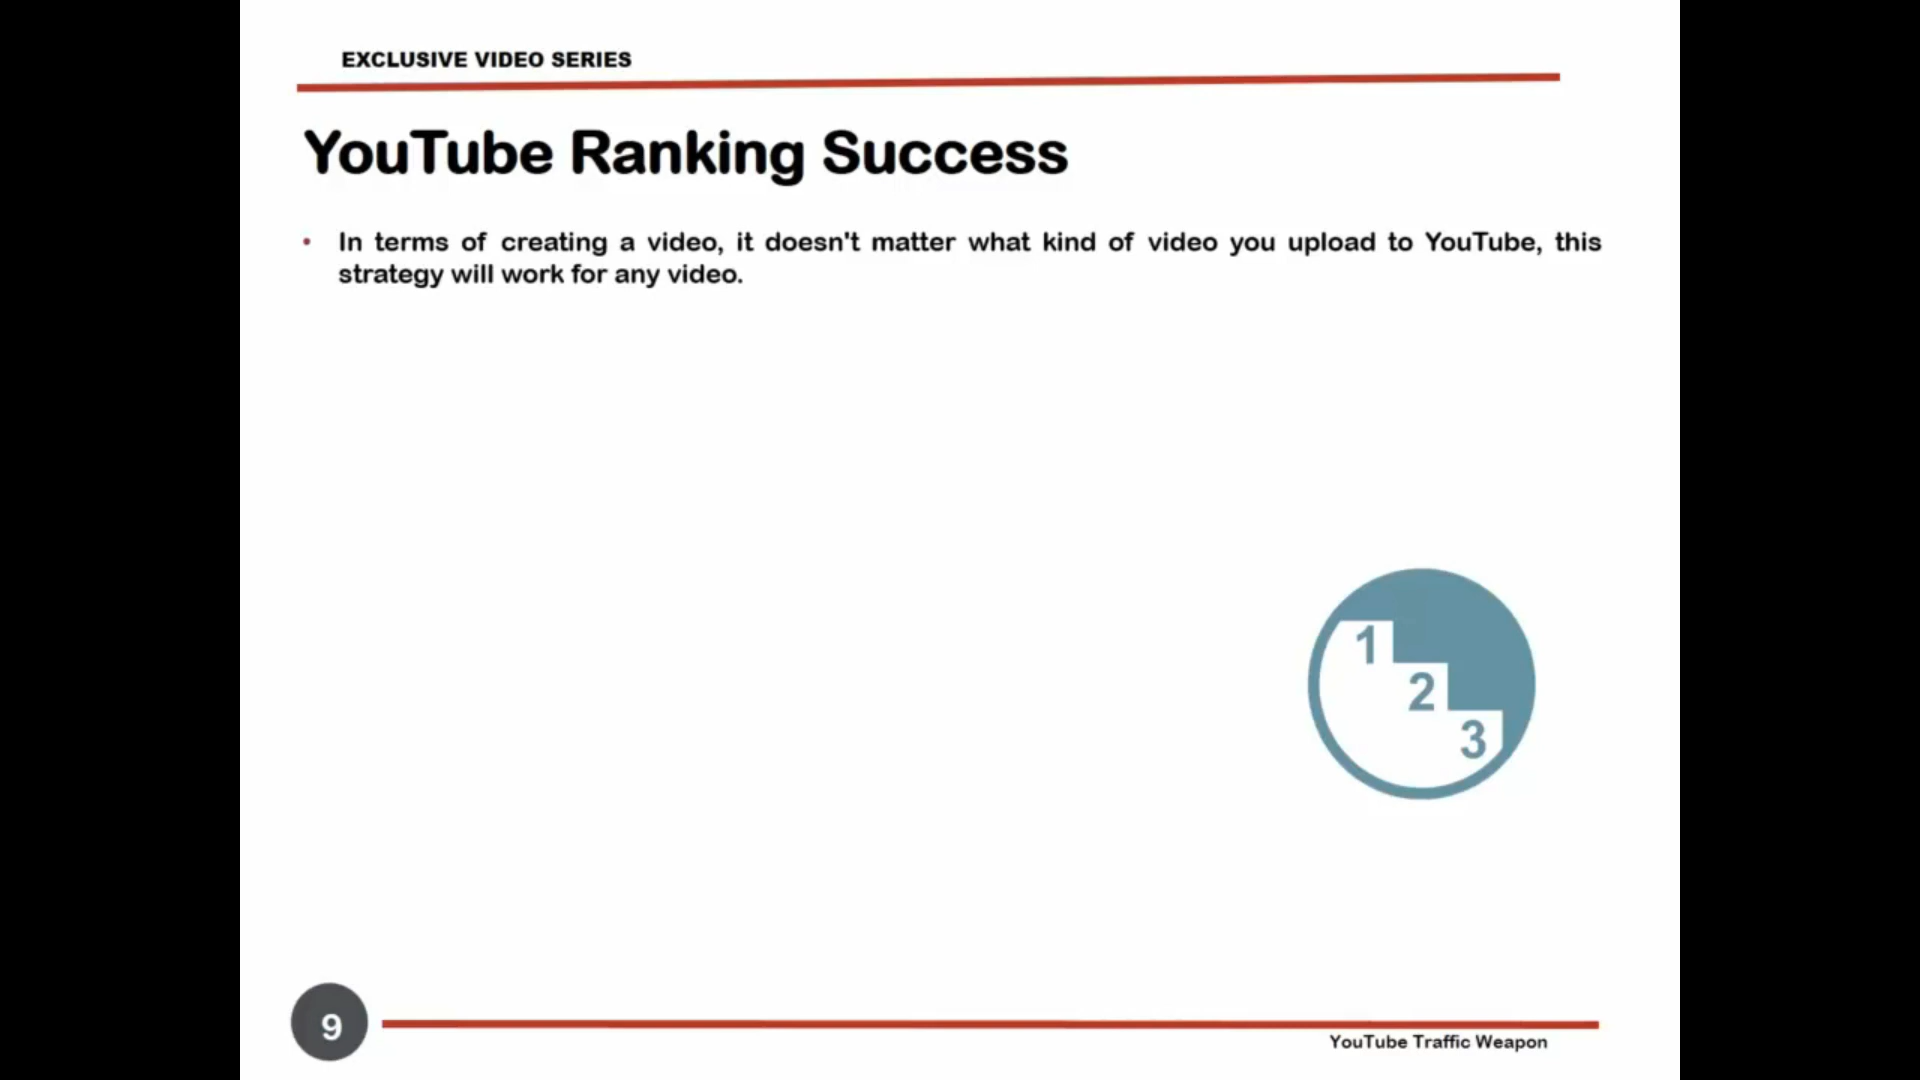 EXCLUSIVE VIDEO SERIES
YouTube Ranking Success
• In terms of creating a video, it doesn't matter what kind of video you upload to YouTube, this
strategy will work for any video.
1
2
3
9
YouTube Traffic Weapon